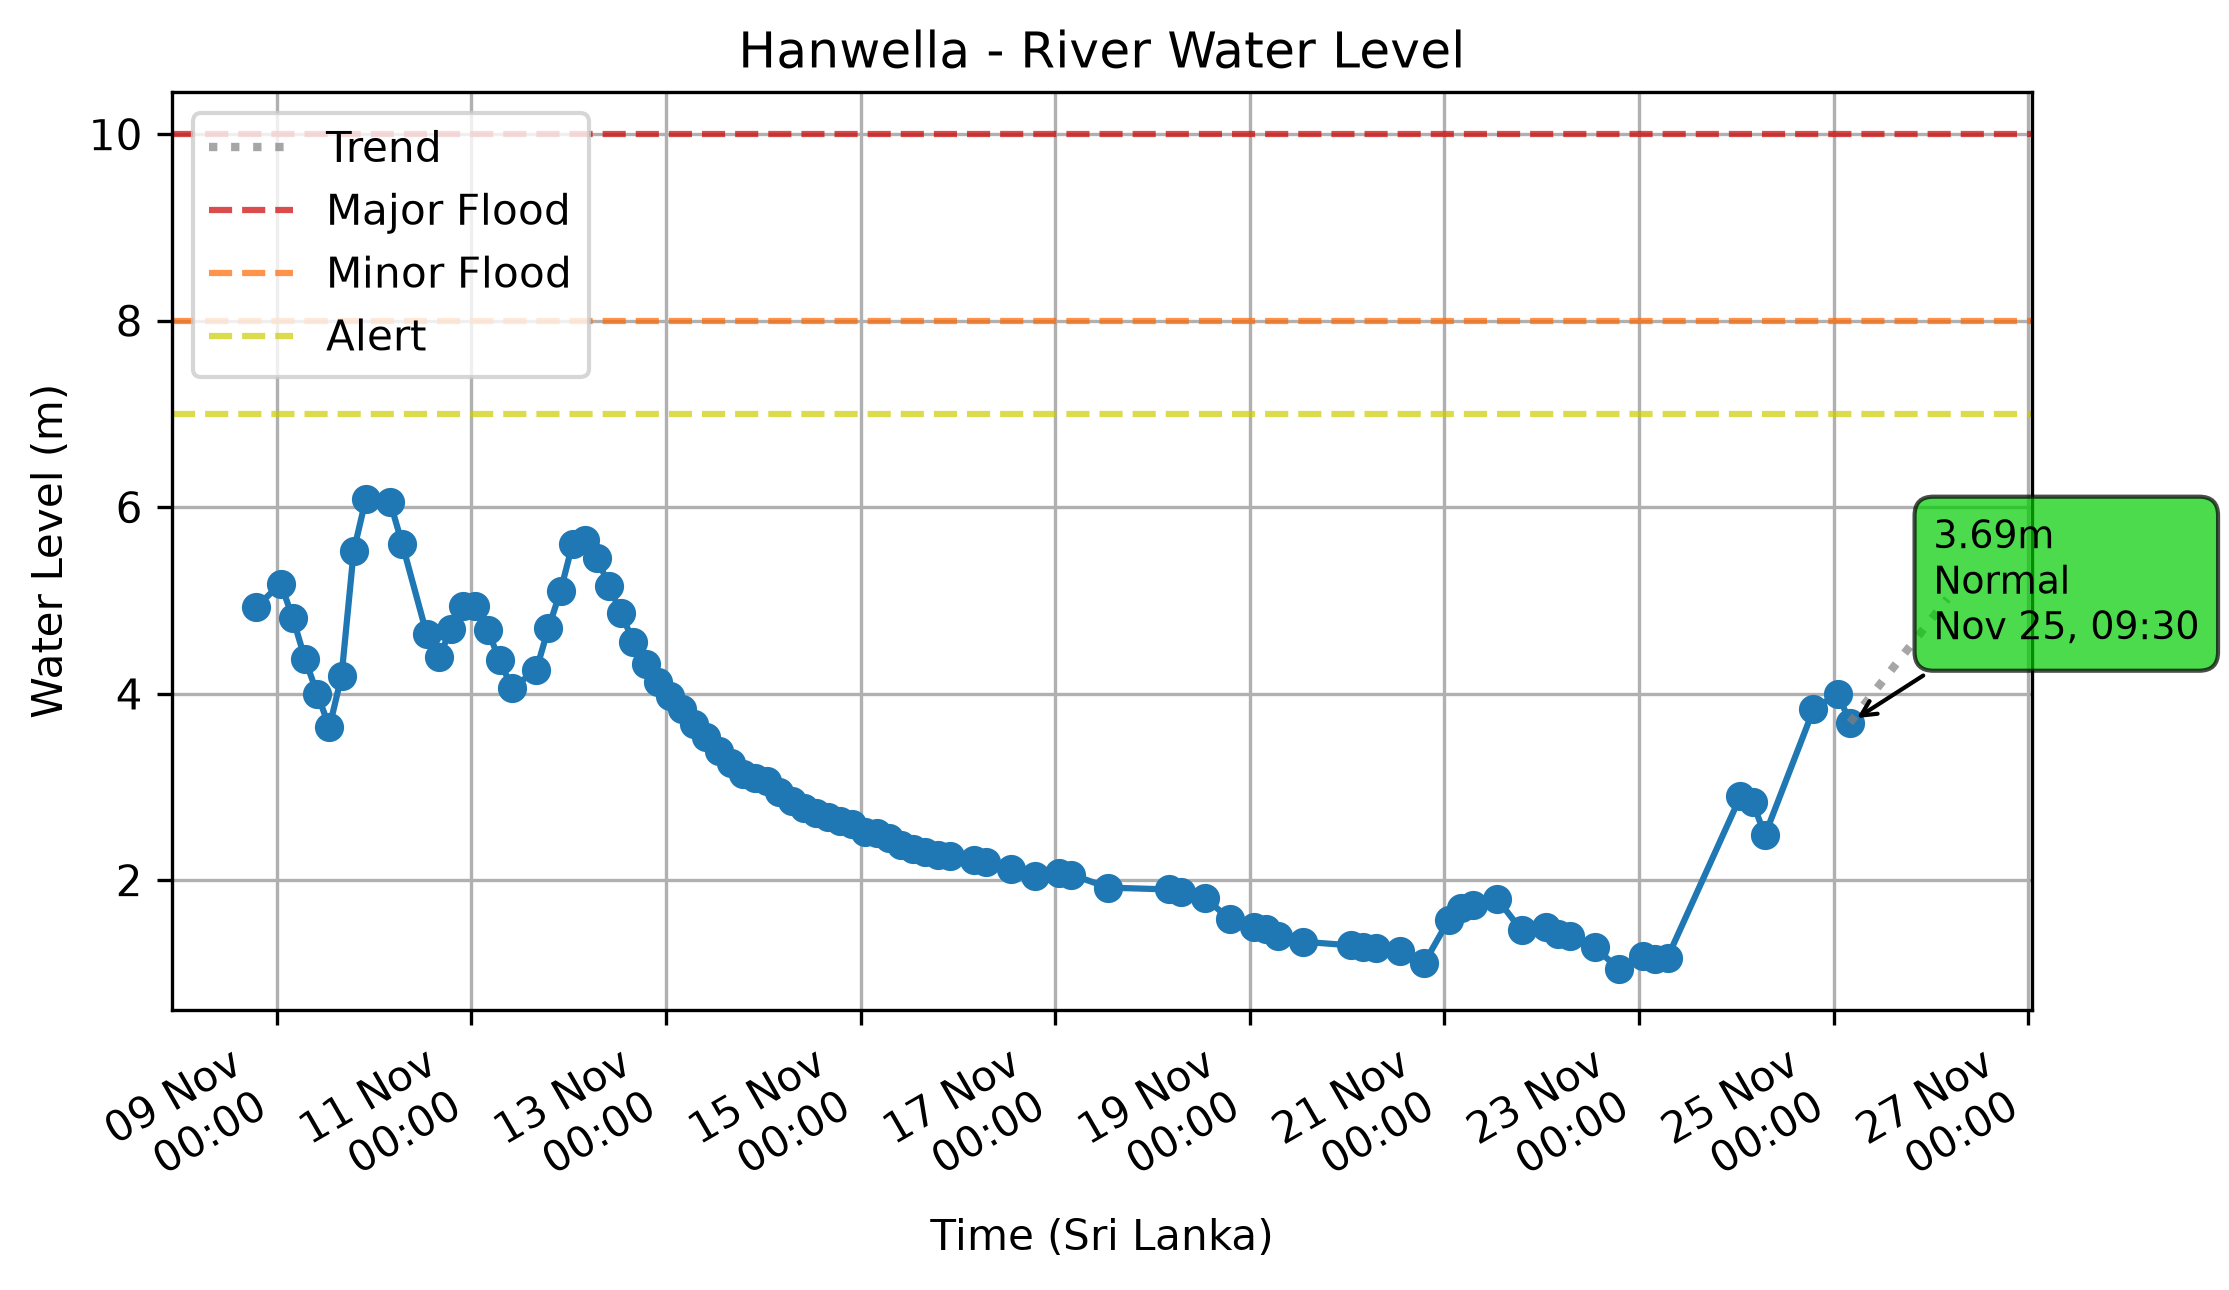 Hanwella - River Water Level
Trend
Major Flood
Minor Flood
Alert
10
8
6
4
2
Water Level (m)
3.69m
Normal
Nov 25, 09:30
09 Nov
00:00
11 Nov
00:00
13 Nov
00:00
15 Nov
00:00
17 Nov
00:00
19 Nov
00:00
21 Nov
00:00
23 Nov
00:00
25 Nov
00:00
27 Nov
00:00
Time (Sri Lanka)